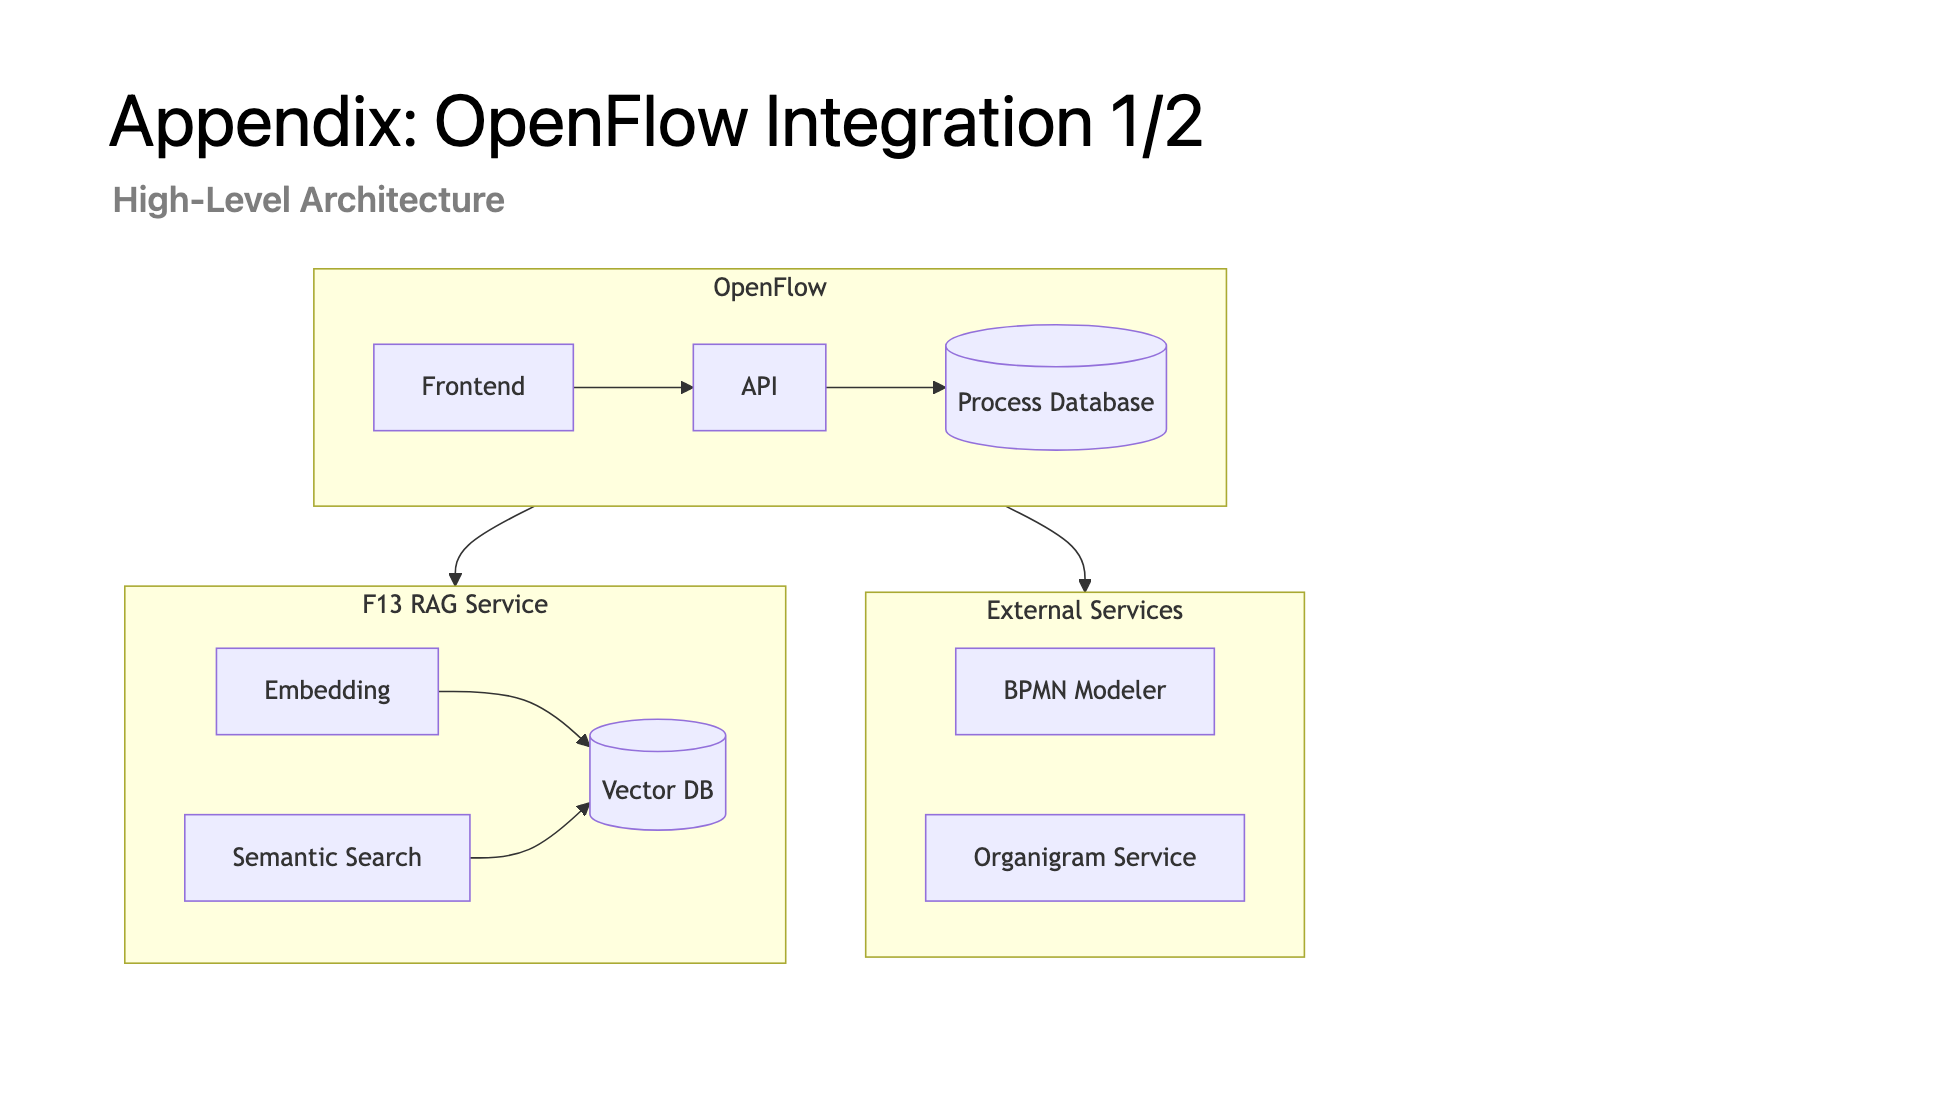 Appendix: OpenFlow Integration 1/2
High-Level Architecture
OpenFlow
Frontend
API
Process Database
F13 RAG Service
Embedding
Vector DB
Semantic Search
External Services
BPMN Modeler
Organigram Service